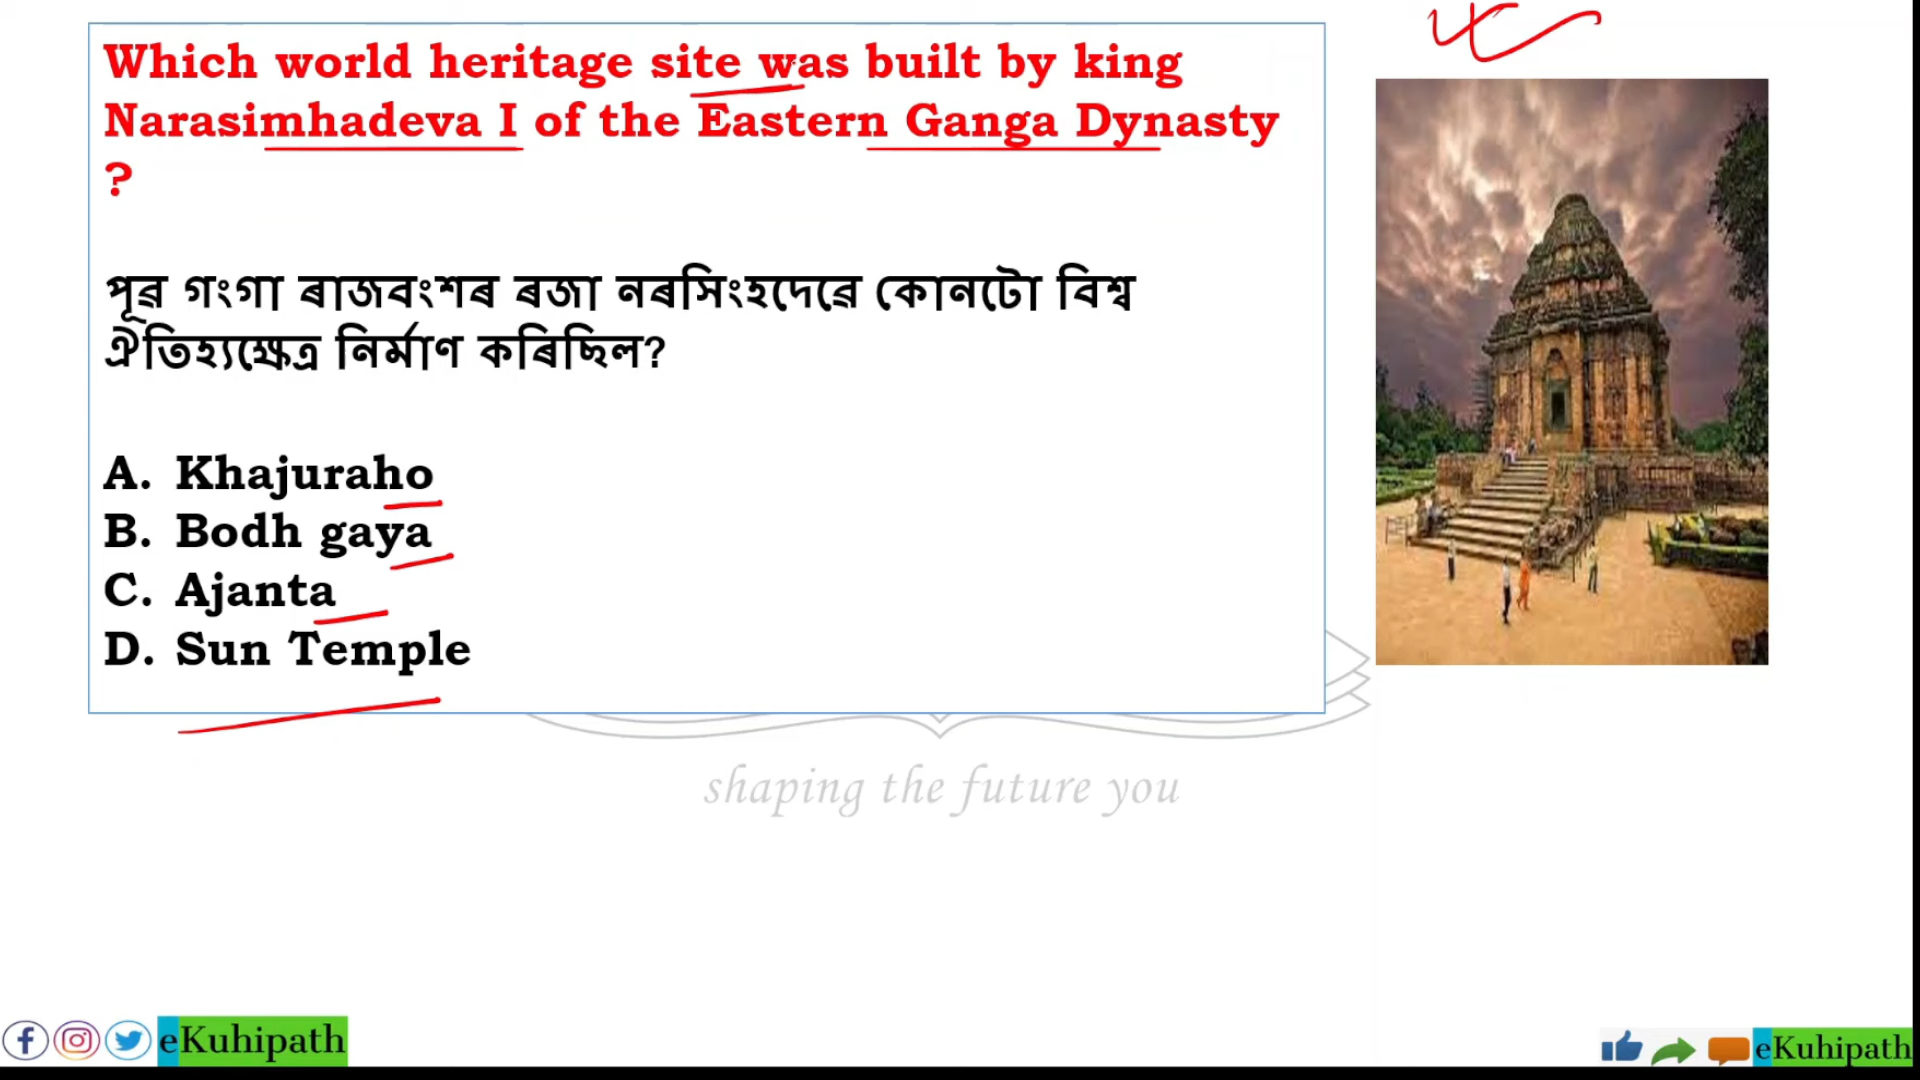 Which world heritage site was built by king
Narasimhadeva I of the Eastern Ganga Dynasty
?
পূৱ গংগা ৰাজবংশৰ ৰজা নৰসিংহদেৱে কোনটো বিশ্ব
ঐতিহ্যক্ষেত্ৰ নিৰ্মাণ কৰিছিল?
A. Khajuraho
B. Bodh gaya
C. Ajanta
D. Sun Temple
shaping the future you
eKuhipath
eKuhipath